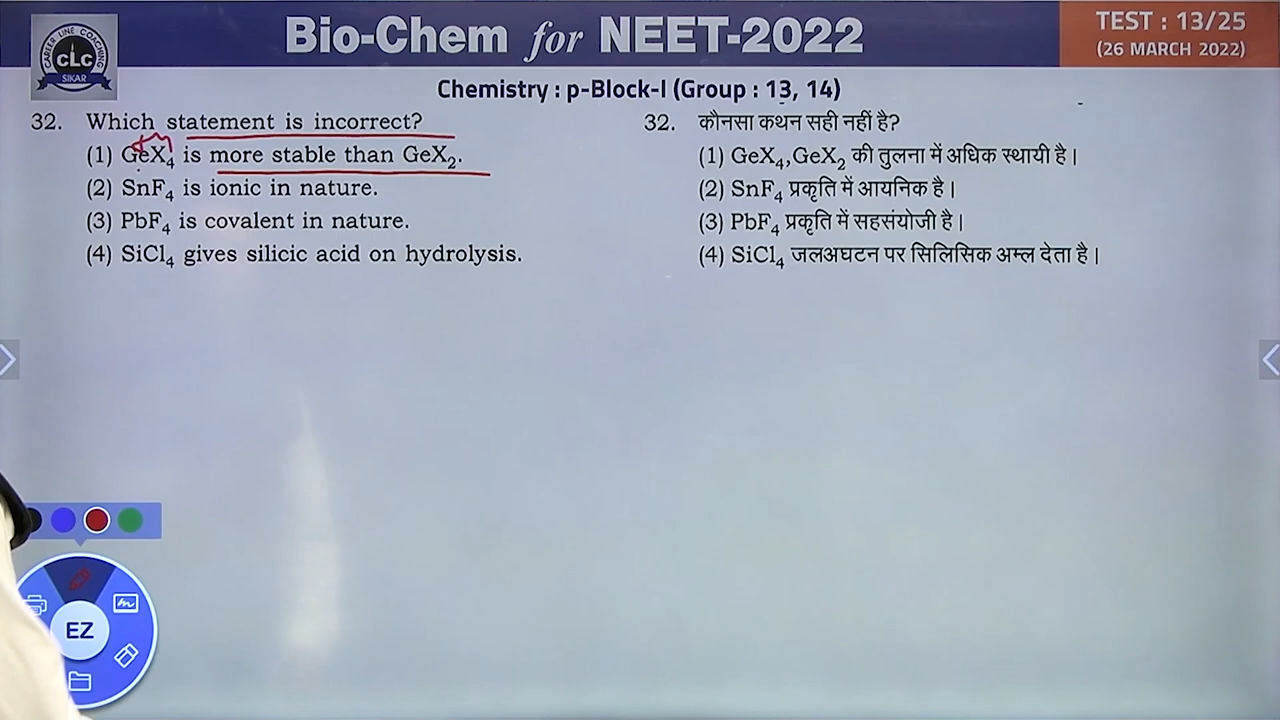 CAREER LINE COACHING
CLC
SIKAR
Bio-Chem for NEET-2022
TEST : 13/25
(26 MARCH 2022)
Chemistry : p-Block-I (Group : 13, 14)
32. Which statement is incorrect?
(1) GeX₄ is more stable than GeX₂.
(2) SnF₄ is ionic in nature.
(3) PbF₄ is covalent in nature.
(4) SiCl₄ gives silicic acid on hydrolysis.
32. कौनसा कथन सही नहीं है?
(1) GeX₄,GeX₂ की तुलना में अधिक स्थायी है।
(2) SnF₄ प्रकृति में आयनिक है।
(3) PbF₄ प्रकृति में सहसंयोजी है।
(4) SiCl₄ जलअघटन पर सिलिसिक अम्ल देता है।
EZ